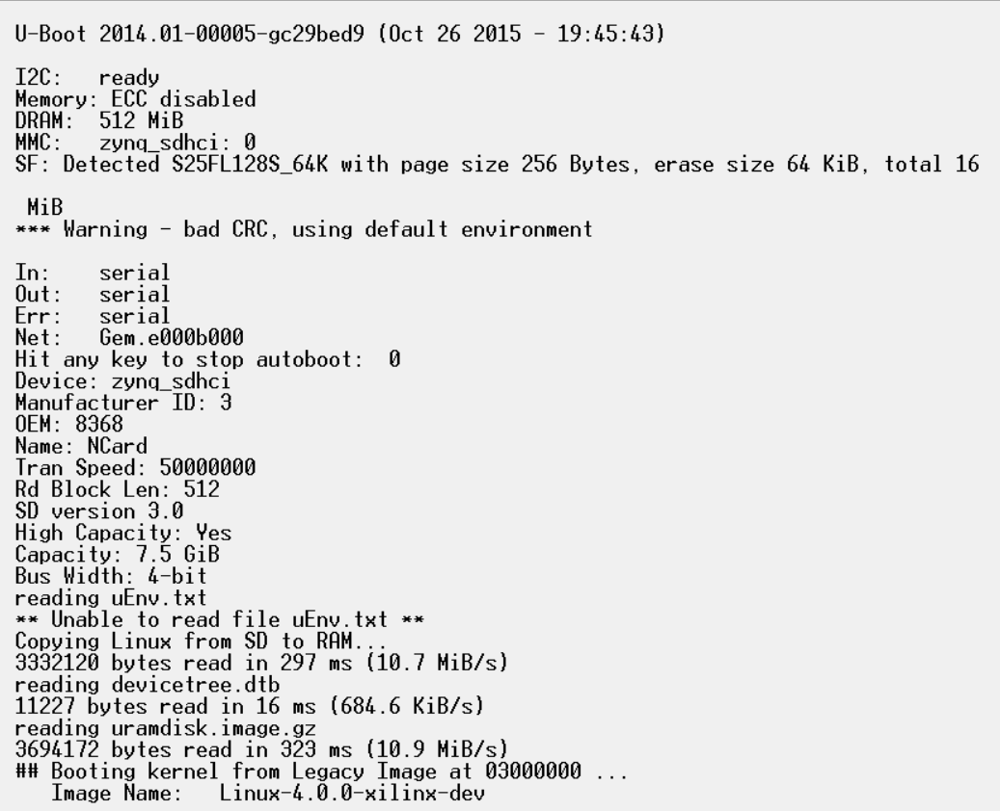 U-Boot 2014.01-00005-gc29bed9 (Oct 26 2015 - 19:45:43)
I2C:   ready
Memory: ECC disabled
DRAM:  512 MiB
MMC:   zynq_sdhci: 0
SF: Detected S25FL128S_64K with page size 256 Bytes, erase size 64 KiB, total 16
 MiB
*** Warning - bad CRC, using default environment
In:    serial
Out:   serial
Err:   serial
Net:   Gem.e000b000
Hit any key to stop autoboot:  0
Device: zynq_sdhci
Manufacturer ID: 3
OEM: 8368
Name: NCard
Tran Speed: 50000000
Rd Block Len: 512
SD version 3.0
High Capacity: Yes
Capacity: 7.5 GiB
Bus Width: 4-bit
reading uEnv.txt
** Unable to read file uEnv.txt **
Copying Linux from SD to RAM...
3332120 bytes read in 297 ms (10.7 MiB/s)
reading devicetree.dtb
11227 bytes read in 16 ms (684.6 KiB/s)
reading uramdisk.image.gz
3694172 bytes read in 323 ms (10.9 MiB/s)
## Booting kernel from Legacy Image at 03000000 ...
   Image Name:   Linux-4.0.0-xilinx-dev